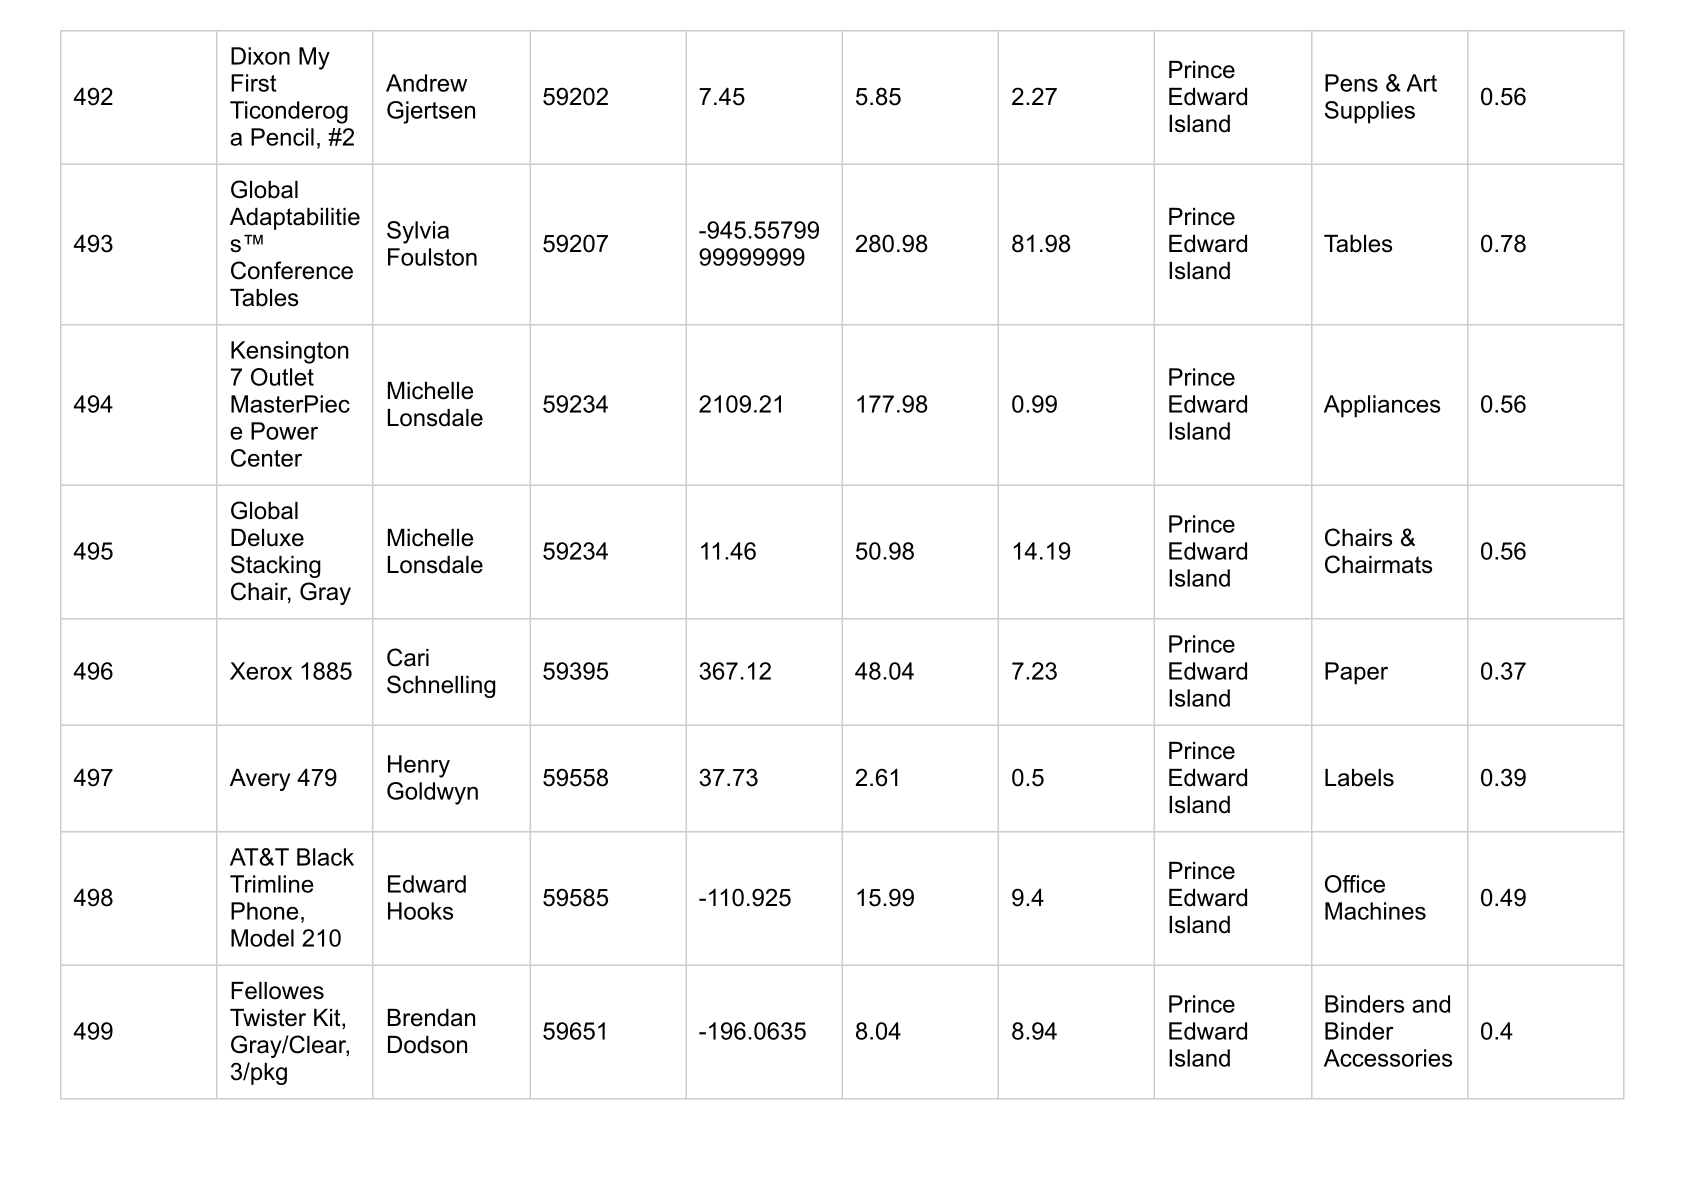 492
Dixon My
First
Ticonderog
a Pencil, #2
Andrew
Gjertsen
59202
7.45
5.85
2.27
Prince
Edward
Island
Pens & Art
Supplies
0.56
493
Global
Adaptabilitie
s™
Conference
Tables
Sylvia
Foulston
59207
-945.55799
99999999
280.98
81.98
Prince
Edward
Island
Tables
0.78
494
Kensington
7 Outlet
MasterPiec
e Power
Center
Michelle
Lonsdale
59234
2109.21
177.98
0.99
Prince
Edward
Island
Appliances
0.56
495
Global
Deluxe
Stacking
Chair, Gray
Michelle
Lonsdale
59234
11.46
50.98
14.19
Prince
Edward
Island
Chairs &
Chairmats
0.56
496
Xerox 1885
Cari
Schnelling
59395
367.12
48.04
7.23
Prince
Edward
Island
Paper
0.37
497
Avery 479
Henry
Goldwyn
59558
37.73
2.61
0.5
Prince
Edward
Island
Labels
0.39
498
AT&T Black
Trimline
Phone,
Model 210
Edward
Hooks
59585
-110.925
15.99
9.4
Prince
Edward
Island
Office
Machines
0.49
499
Fellowes
Twister Kit,
Gray/Clear,
3/pkg
Brendan
Dodson
59651
-196.0635
8.04
8.94
Prince
Edward
Island
Binders and
Binder
Accessories
0.4